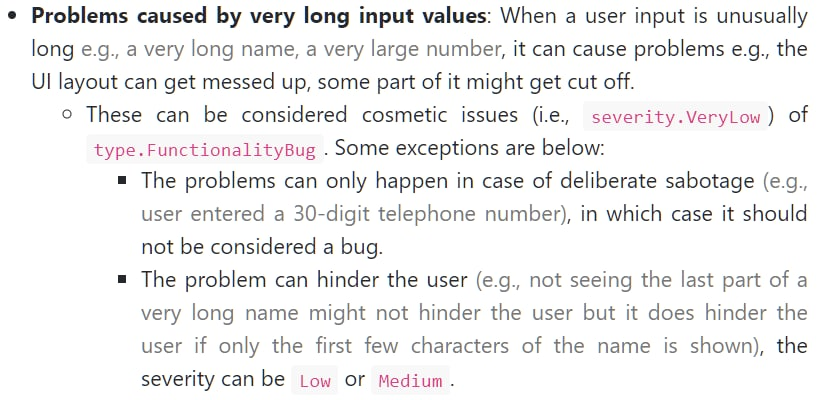 • Problems caused by very long input values: When a user input is unusually
long e.g., a very long name, a very large number, it can cause problems e.g., the
UI layout can get messed up, some part of it might get cut off.
◦ These can be considered cosmetic issues (i.e., severity.VeryLow ) of
type.FunctionalityBug . Some exceptions are below:
▪ The problems can only happen in case of deliberate sabotage (e.g.,
user entered a 30-digit telephone number), in which case it should
not be considered a bug.
▪ The problem can hinder the user (e.g., not seeing the last part of a
very long name might not hinder the user but it does hinder the
user if only the first few characters of the name is shown), the
severity can be Low or Medium .